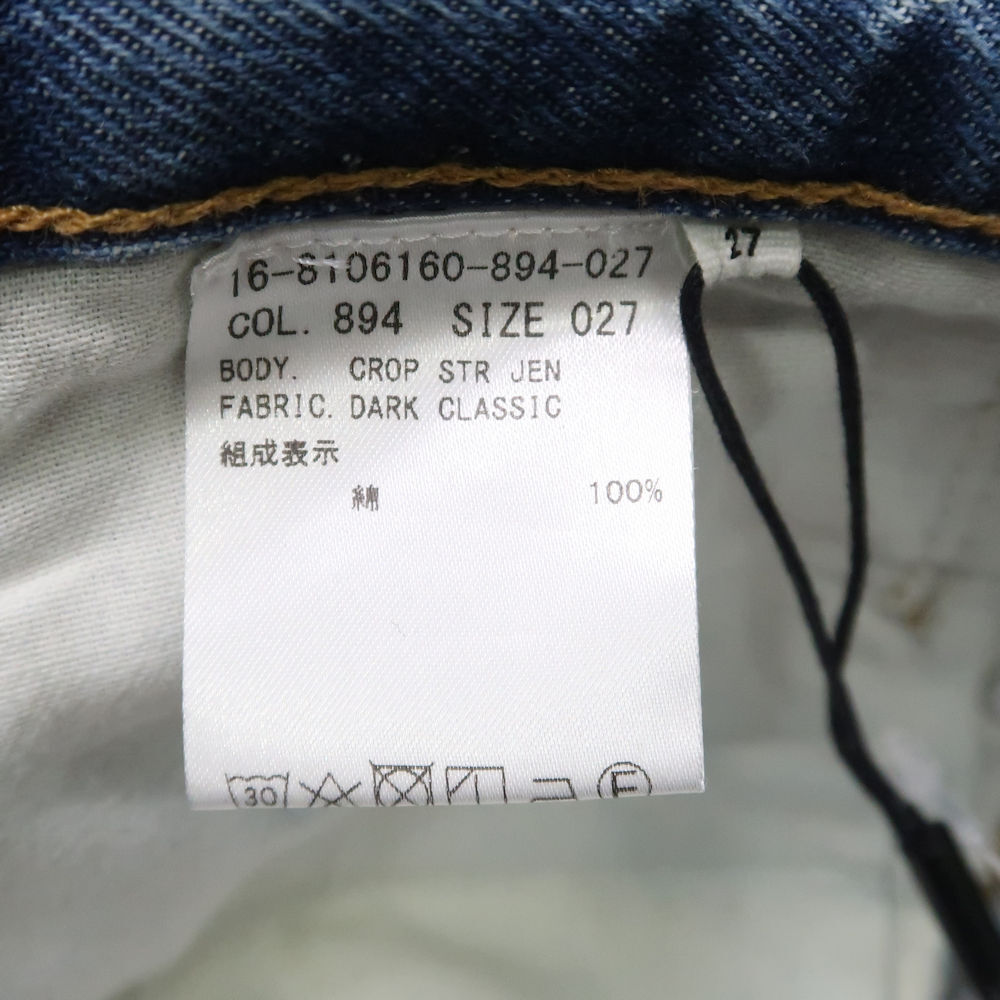 27
16-8106160-894-027
COL. 894 SIZE 027
BODY. CROP STR JEN
FABRIC. DARK CLASSIC
組成表示
綿 100%
30 F